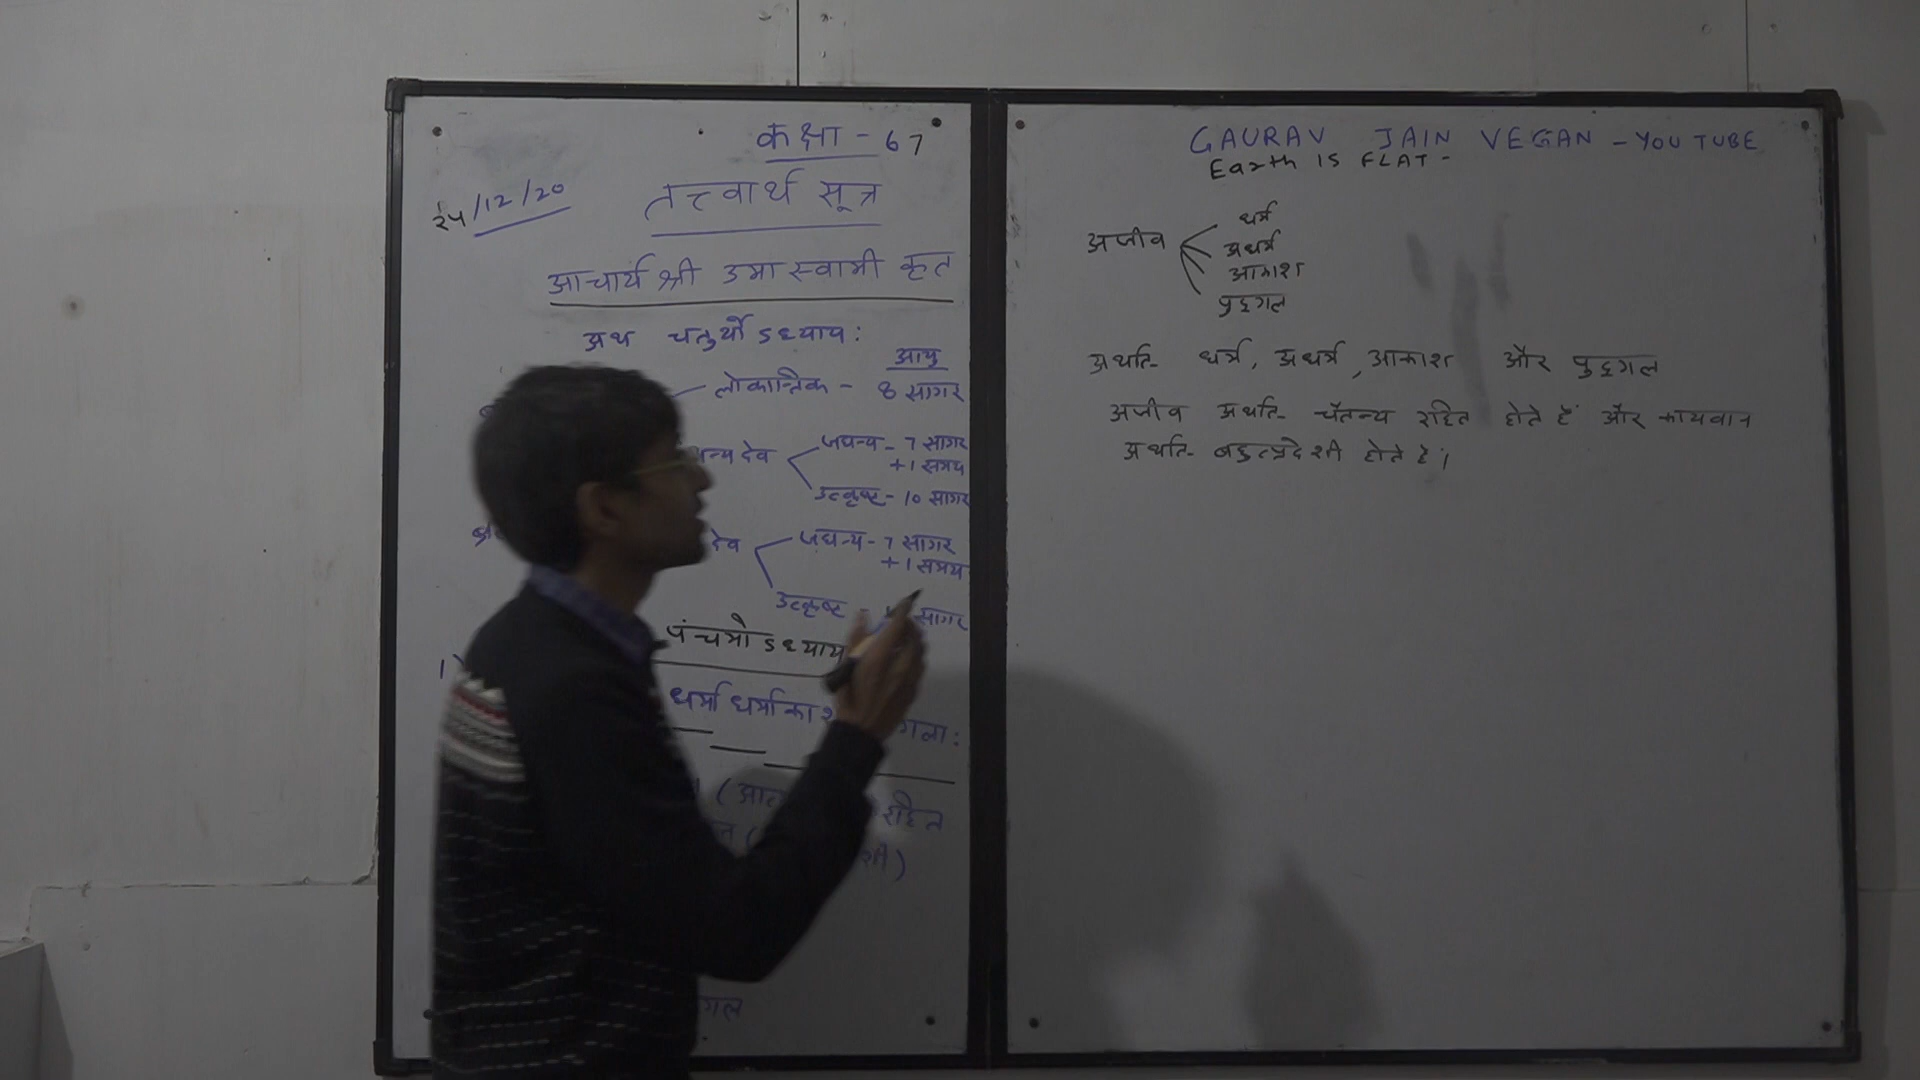 कक्षा - 67
24/12/20
तत्त्वार्थ सूत्र
आचार्य श्री उमास्वामी कृत
अथ चतुर्थोऽध्याय:
आयु
लोकान्तिक - 8 सागर
देव
जघन्य - 7 सागर
+1 समय
उत्कृष्ट - 10 सागर
देव
जघन्य - 7 सागर
+1 समय
उत्कृष्ट - सागर
पंचमोऽध्याय
1)
रहित
GAURAV JAIN VEGAN - YOUTUBE
Earth IS FLAT -
अजीव
धर्म
अधर्म
आकाश
पुद्गल
अर्थात- धर्म, अधर्म, आकाश और पुद्गल
अजीव अर्थात- चैतन्य रहित होते हैं और कायवान
अर्थात- बहुतप्रदेशी होते है।